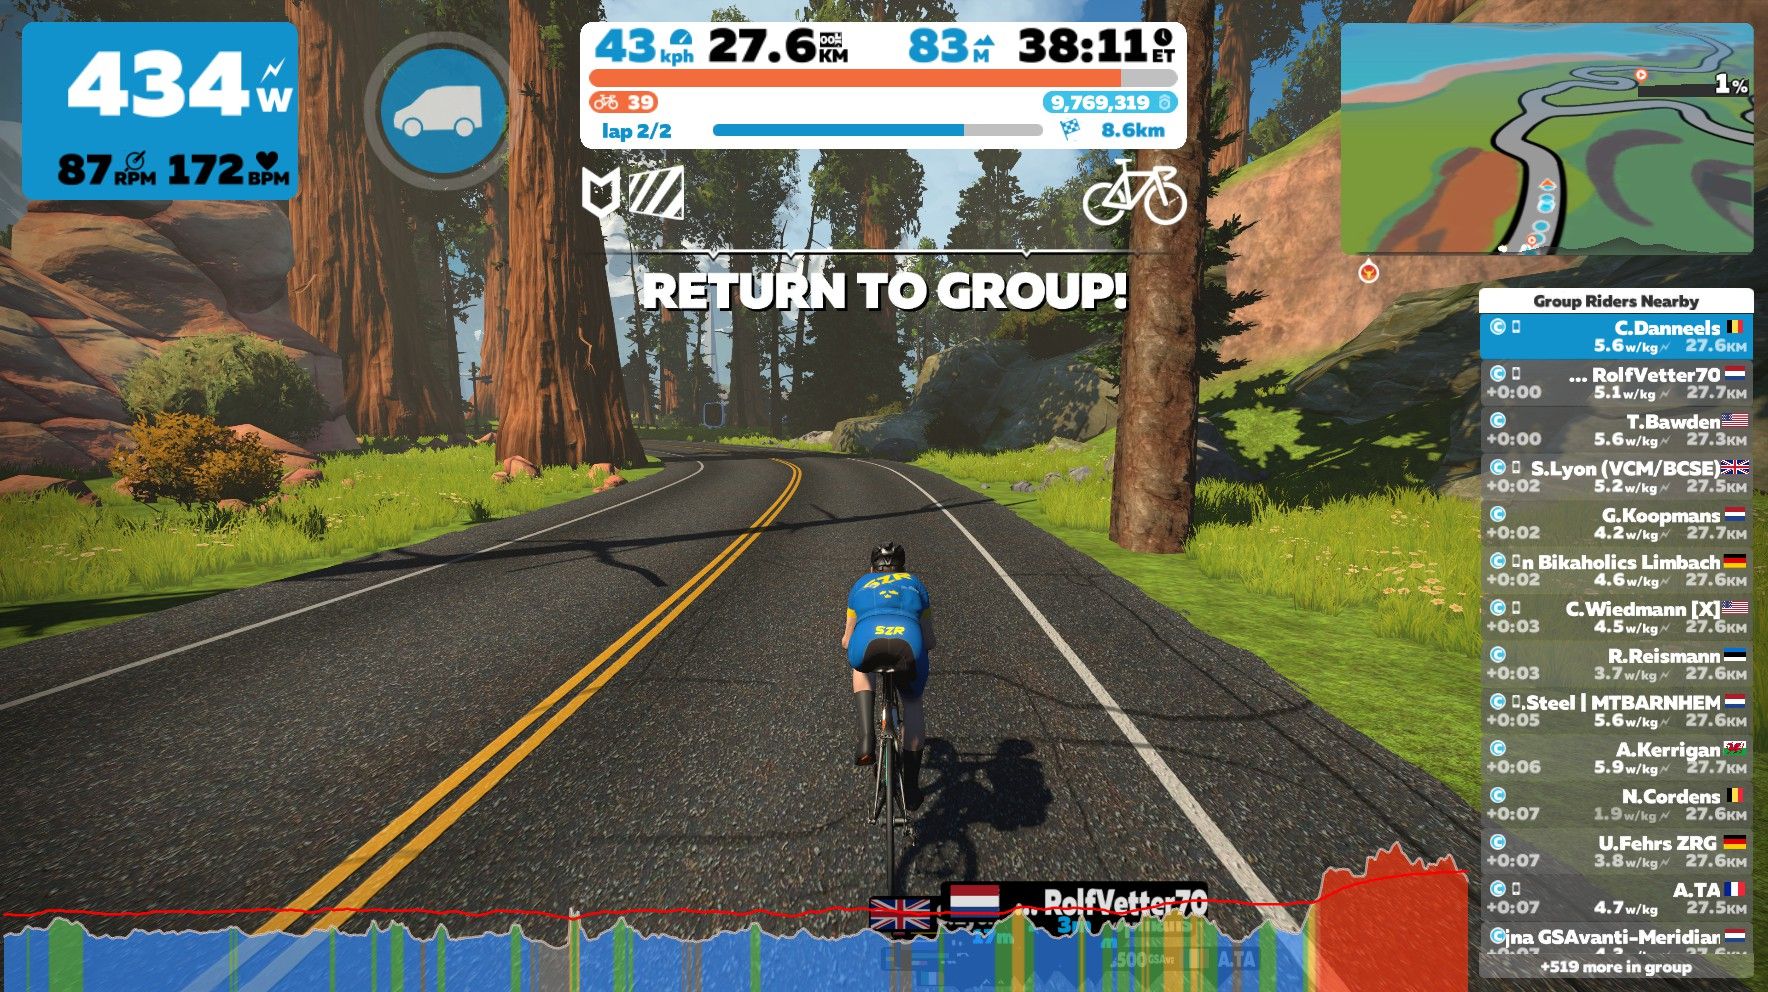 434 W
87 RPM 172 BPM
43 kph 27.6 KM 83 M 38:11 ET
39 9,769,319
lap 2/2 8.6km
RETURN TO GROUP!
1%
SZR
SZR
Group Riders Nearby
C.Danneels
5.6w/kg 27.6KM
... RolfVetter70
+0:00 5.1w/kg 27.7KM
T.Bawden
+0:00 5.6w/kg 27.3KM
S.Lyon (VCM/BCSE)
+0:02 5.2w/kg 27.5KM
G.Koopmans
+0:02 4.2w/kg 27.7KM
n Bikaholics Limbach
+0:02 4.6w/kg 27.6KM
C.Wiedmann [X]
+0:03 4.5w/kg 27.6KM
R.Reismann
+0:03 3.7w/kg 27.6KM
.Steel | MTBARNHEM
+0:05 5.6w/kg 27.6KM
A.Kerrigan
+0:06 5.9w/kg 27.7KM
N.Cordens
+0:07 1.9w/kg 27.6KM
U.Fehrs ZRG
+0:07 3.8w/kg 27.6KM
A.TA
+0:07 4.7w/kg 27.5KM
jna GSAvanti-Meridian
+519 more in group
... RolfVetter70
3m
A.TA